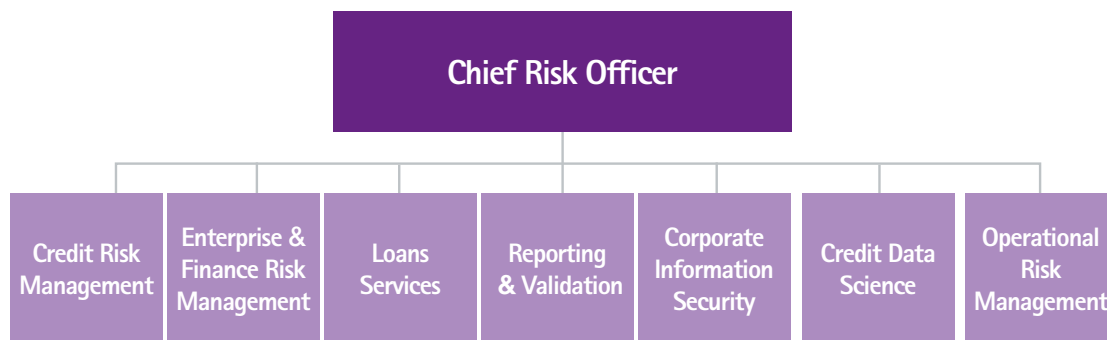 Chief Risk Officer
Credit Risk
Management
Enterprise &
Finance Risk
Management
Loans
Services
Reporting
& Validation
Corporate
Information
Security
Credit Data
Science
Operational
Risk
Management